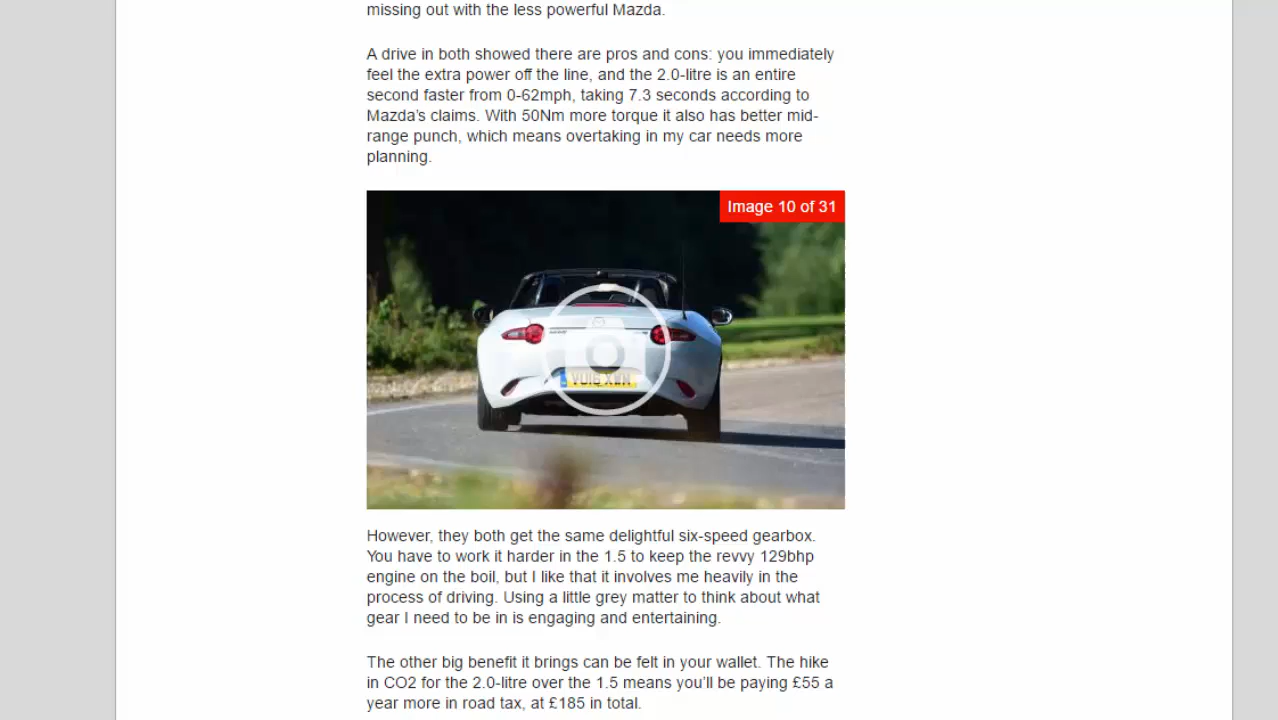 missing out with the less powerful Mazda.
A drive in both showed there are pros and cons: you immediately
feel the extra power off the line, and the 2.0-litre is an entire
second faster from 0-62mph, taking 7.3 seconds according to
Mazda's claims. With 50Nm more torque it also has better mid-
range punch, which means overtaking in my car needs more
planning.
Image 10 of 31
However, they both get the same delightful six-speed gearbox.
You have to work it harder in the 1.5 to keep the revvy 129bhp
engine on the boil, but I like that it involves me heavily in the
process of driving. Using a little grey matter to think about what
gear I need to be in is engaging and entertaining.
The other big benefit it brings can be felt in your wallet. The hike
in CO2 for the 2.0-litre over the 1.5 means you'll be paying £55 a
year more in road tax, at £185 in total.